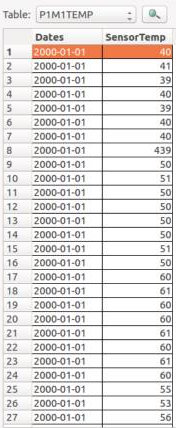 Table: P1M1TEMP
Dates SensorTemp
1 2000-01-01 40
2 2000-01-01 41
3 2000-01-01 39
4 2000-01-01 40
5 2000-01-01 39
6 2000-01-01 40
7 2000-01-01 40
8 2000-01-01 439
9 2000-01-01 50
10 2000-01-01 51
11 2000-01-01 50
12 2000-01-01 50
13 2000-01-01 50
14 2000-01-01 50
15 2000-01-01 51
16 2000-01-01 50
17 2000-01-01 60
18 2000-01-01 61
19 2000-01-01 60
20 2000-01-01 60
21 2000-01-01 61
22 2000-01-01 60
23 2000-01-01 61
24 2000-01-01 60
25 2000-01-01 55
26 2000-01-01 53
27 2000-01-01 56